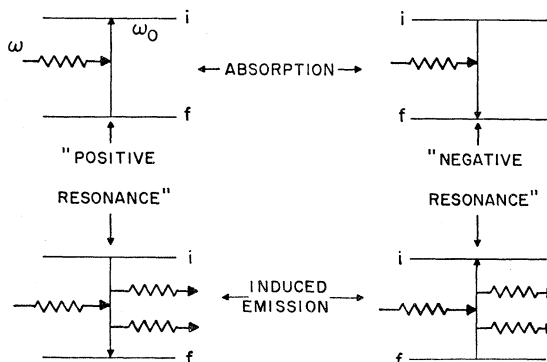 i
ω₀
ω
f
ABSORPTION
i
f
"POSITIVE
RESONANCE"
"NEGATIVE
RESONANCE"
i
f
INDUCED
EMISSION
i
f